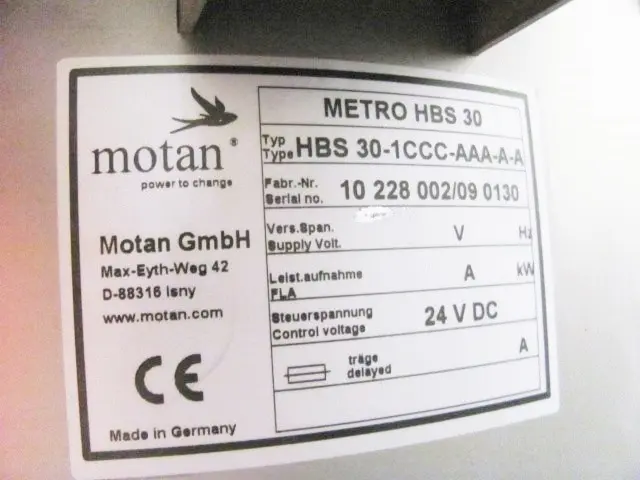 motan®
power to change
Motan GmbH
Max-Eyth-Weg 42
D-88316 Isny
www.motan.com
CE
Made in Germany
METRO HBS 30
Typ
Type HBS 30-1CCC-AAA-A-A
Fabr.-Nr.
Serial no. 10 228 002/09 0130
Vers.Span.
Supply Volt. V Hz
Leist.aufnahme
FLA A kW
Steuerspannung
Control voltage 24 V DC
träge
delayed A